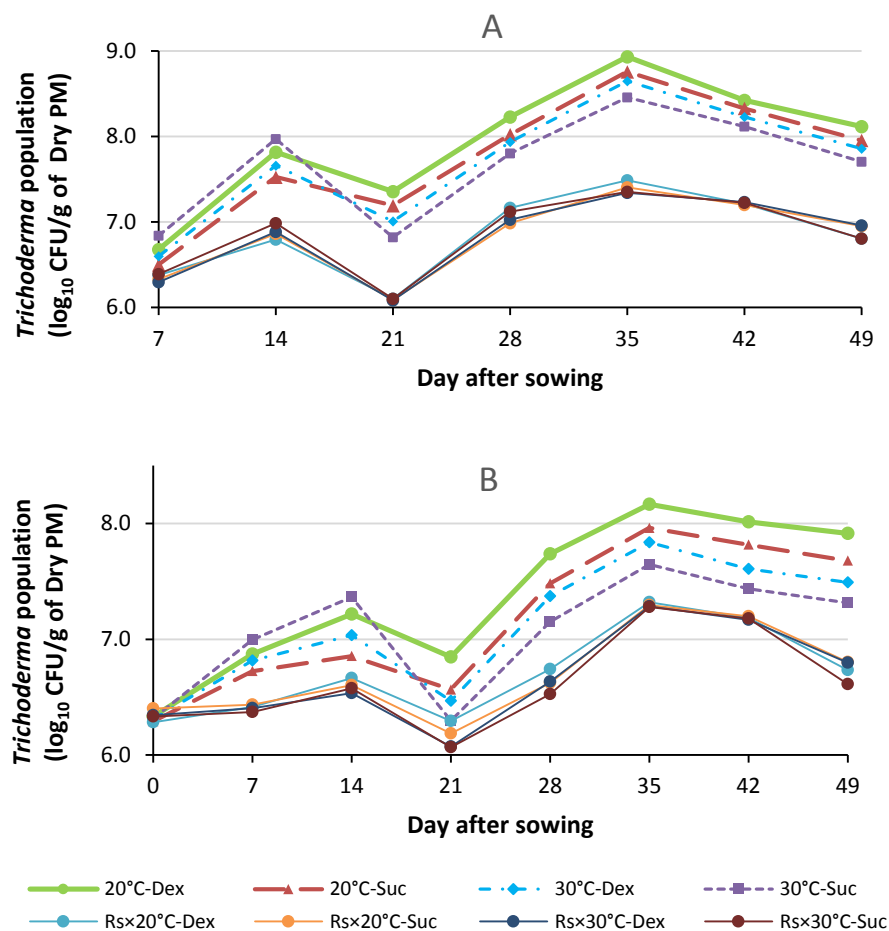 A
Trichoderma population
(log₁₀ CFU/g of Dry PM)
9.0
8.0
7.0
6.0
7 14 21 28 35 42 49
Day after sowing
B
Trichoderma population
(log₁₀ CFU/g of Dry PM)
8.0
7.0
6.0
0 7 14 21 28 35 42 49
Day after sowing
20°C-Dex 20°C-Suc 30°C-Dex 30°C-Suc
Rs×20°C-Dex Rs×20°C-Suc Rs×30°C-Dex Rs×30°C-Suc